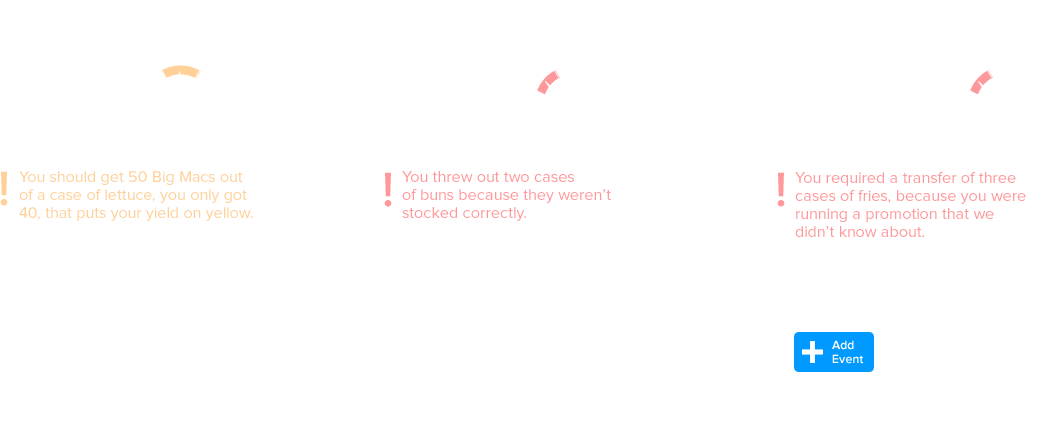 You should get 50 Big Macs out
of a case of lettuce, you only got
40, that puts your yield on yellow.
You threw out two cases
of buns because they weren't
stocked correctly.
You required a transfer of three
cases of fries, because you were
running a promotion that we
didn't know about.
Add
Event